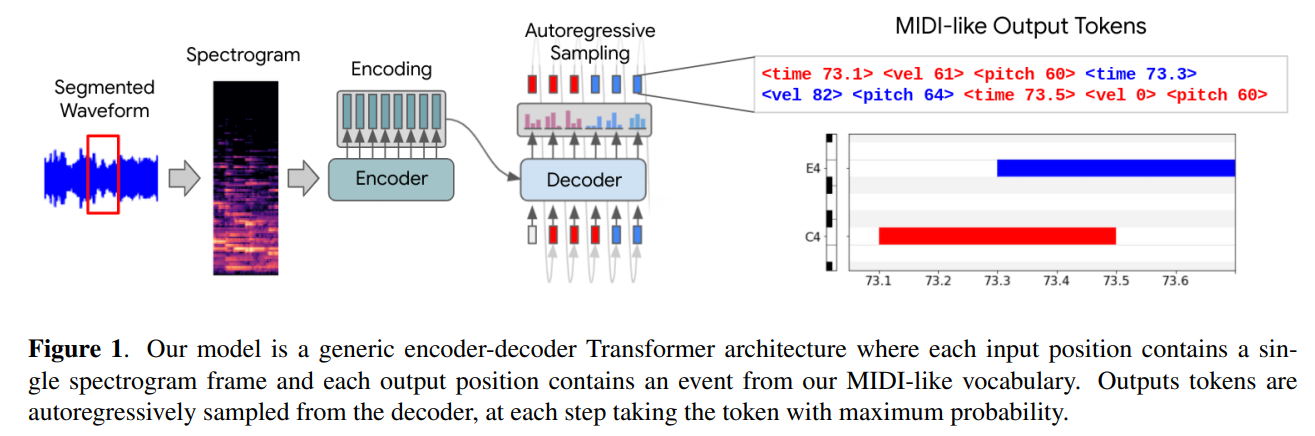 Segmented
Waveform
Spectrogram
Encoding
Encoder
Autoregressive
Sampling
Decoder
MIDI-like Output Tokens
<time 73.1> <vel 61> <pitch 60> <time 73.3>
<vel 82> <pitch 64> <time 73.5> <vel 0> <pitch 60>
E4
C4
73.1 73.2 73.3 73.4 73.5 73.6
Figure 1. Our model is a generic encoder-decoder Transformer architecture where each input position contains a sin-
gle spectrogram frame and each output position contains an event from our MIDI-like vocabulary. Outputs tokens are
autoregressively sampled from the decoder, at each step taking the token with maximum probability.